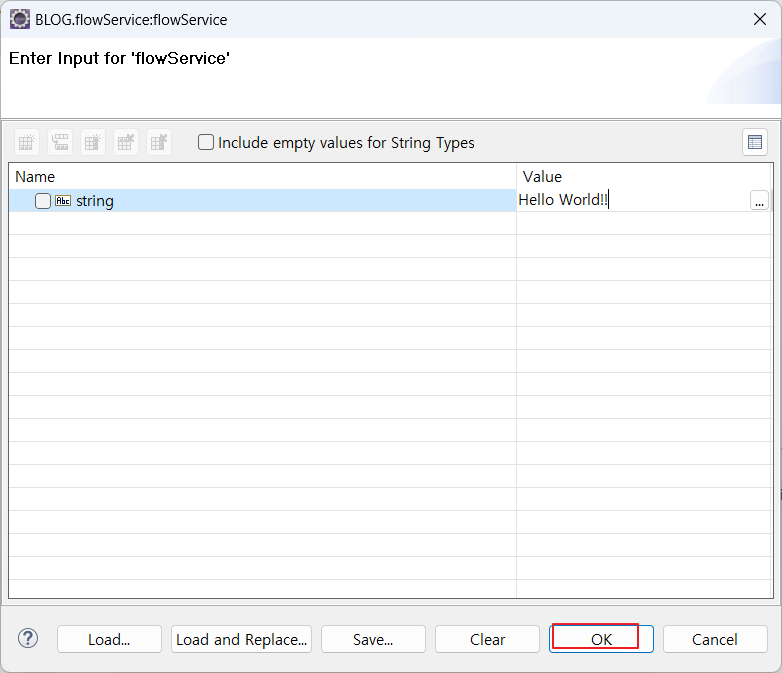 BLOG.flowService:flowService
Enter Input for 'flowService'
Include empty values for String Types
Name Value
Abc string Hello World!! ...
? Load... Load and Replace... Save... Clear OK Cancel